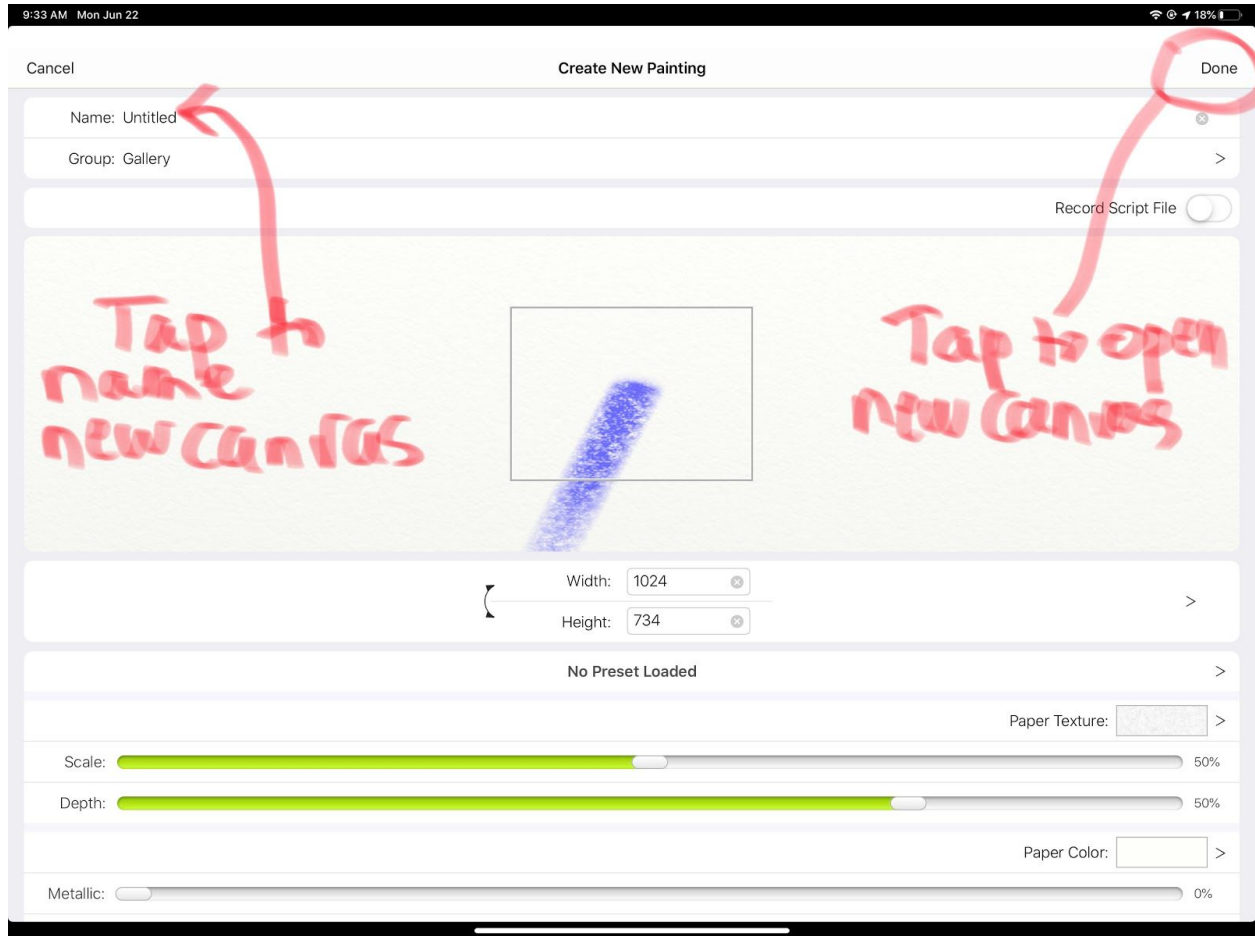 9:33 AM Mon Jun 22
18%
Cancel
Create New Painting
Done
Name: Untitled
Group: Gallery
>
Record Script File
Tap to
name
new canvas
Tap to open
new canvas
Width: 1024
Height: 734
>
No Preset Loaded >
Paper Texture: >
Scale: 50%
Depth: 50%
Paper Color: >
Metallic: 0%